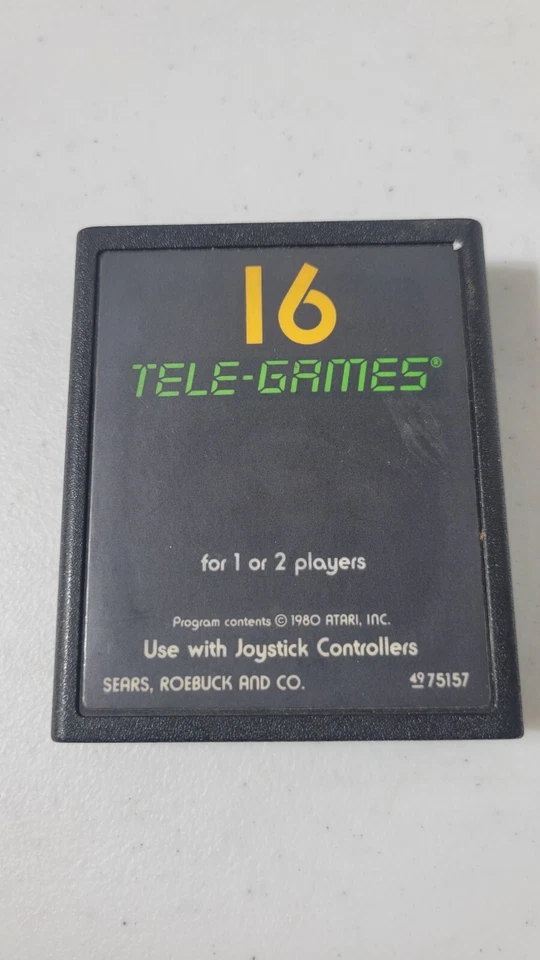 16
TELE-GAMES®
for 1 or 2 players
Program contents © 1980 ATARI, INC.
Use with Joystick Controllers
SEARS, ROEBUCK AND CO. 49 75157